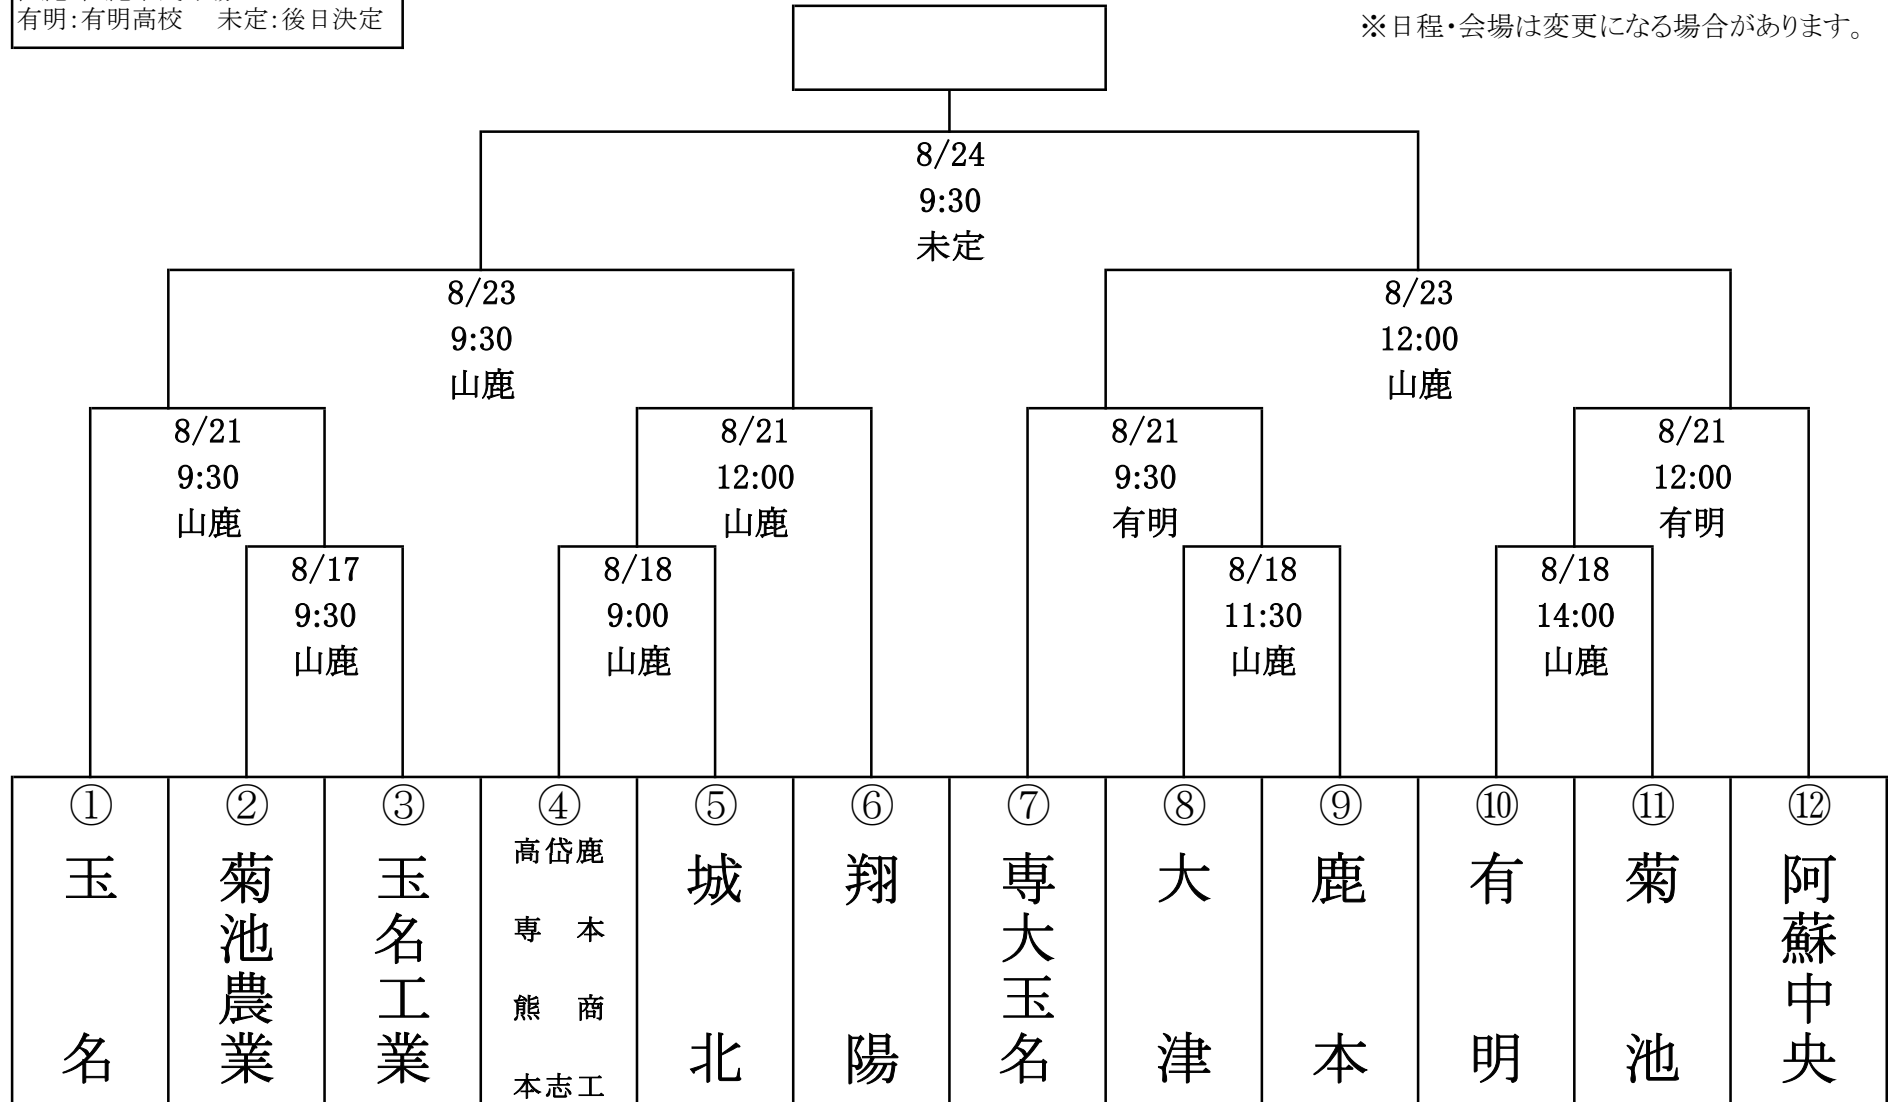 有明：有明高校　未定：後日決定
※日程・会場は変更になる場合があります。
8/24
9:30
未定
8/23
9:30
山鹿
8/23
12:00
山鹿
8/21
9:30
山鹿
8/21
12:00
山鹿
8/21
9:30
有明
8/21
12:00
有明
8/17
9:30
山鹿
8/18
9:00
山鹿
8/18
11:30
山鹿
8/18
14:00
山鹿
①
玉名
②
菊池農業
③
玉名工業
④
鹿本商工
岱志
高専熊本
⑤
城北
⑥
翔陽
⑦
専大玉名
⑧
大津
⑨
鹿本
⑩
有明
⑪
菊池
⑫
阿蘇中央